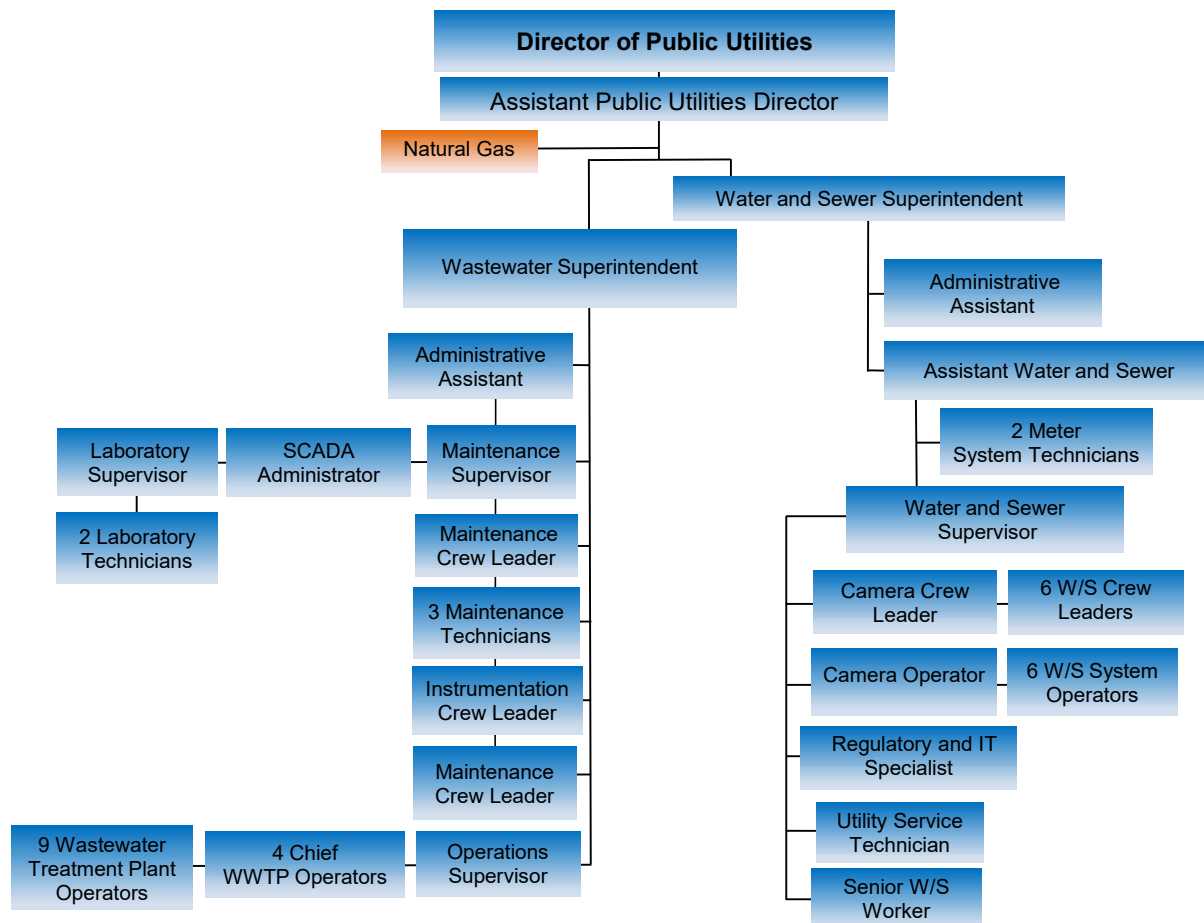 Director of Public Utilities
Assistant Public Utilities Director
Natural Gas
Water and Sewer Superintendent
Wastewater Superintendent
Administrative
Assistant
Assistant Water and Sewer
2 Meter
System Technicians
Water and Sewer
Supervisor
Camera Crew
Leader
6 W/S Crew
Leaders
Camera Operator
6 W/S System
Operators
Regulatory and IT
Specialist
Utility Service
Technician
Senior W/S
Worker
Administrative
Assistant
Laboratory
Supervisor
SCADA
Administrator
Maintenance
Supervisor
2 Laboratory
Technicians
Maintenance
Crew Leader
3 Maintenance
Technicians
Instrumentation
Crew Leader
Maintenance
Crew Leader
9 Wastewater
Treatment Plant
Operators
4 Chief
WWTP Operators
Operations
Supervisor